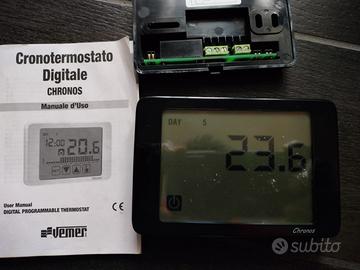 Cronotermostato
Digitale
CHRONOS
Manuale d'Uso
12:00
20.6
User Manual
DIGITAL PROGRAMMABLE THERMOSTAT
CE
Vemer
DAY 5
23.6
Chronos
subito